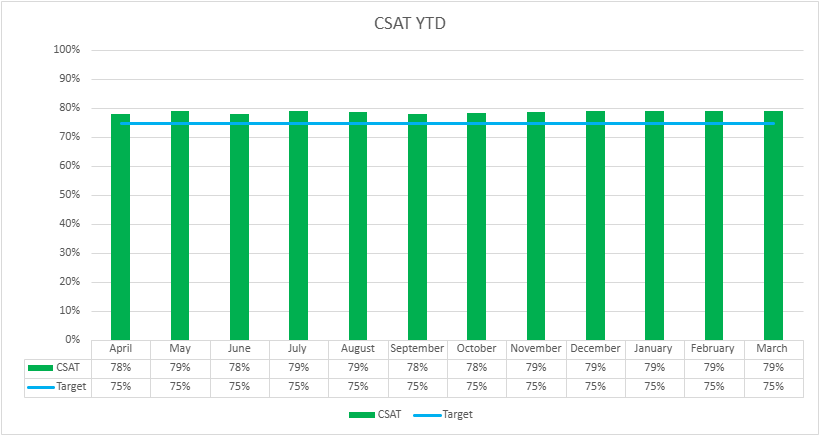 CSAT YTD
100%
90%
80%
70%
60%
50%
40%
30%
20%
10%
0%
April May June July August September October November December January February March
CSAT 78% 79% 78% 79% 79% 78% 78% 79% 79% 79% 79% 79%
Target 75% 75% 75% 75% 75% 75% 75% 75% 75% 75% 75% 75%
CSAT Target